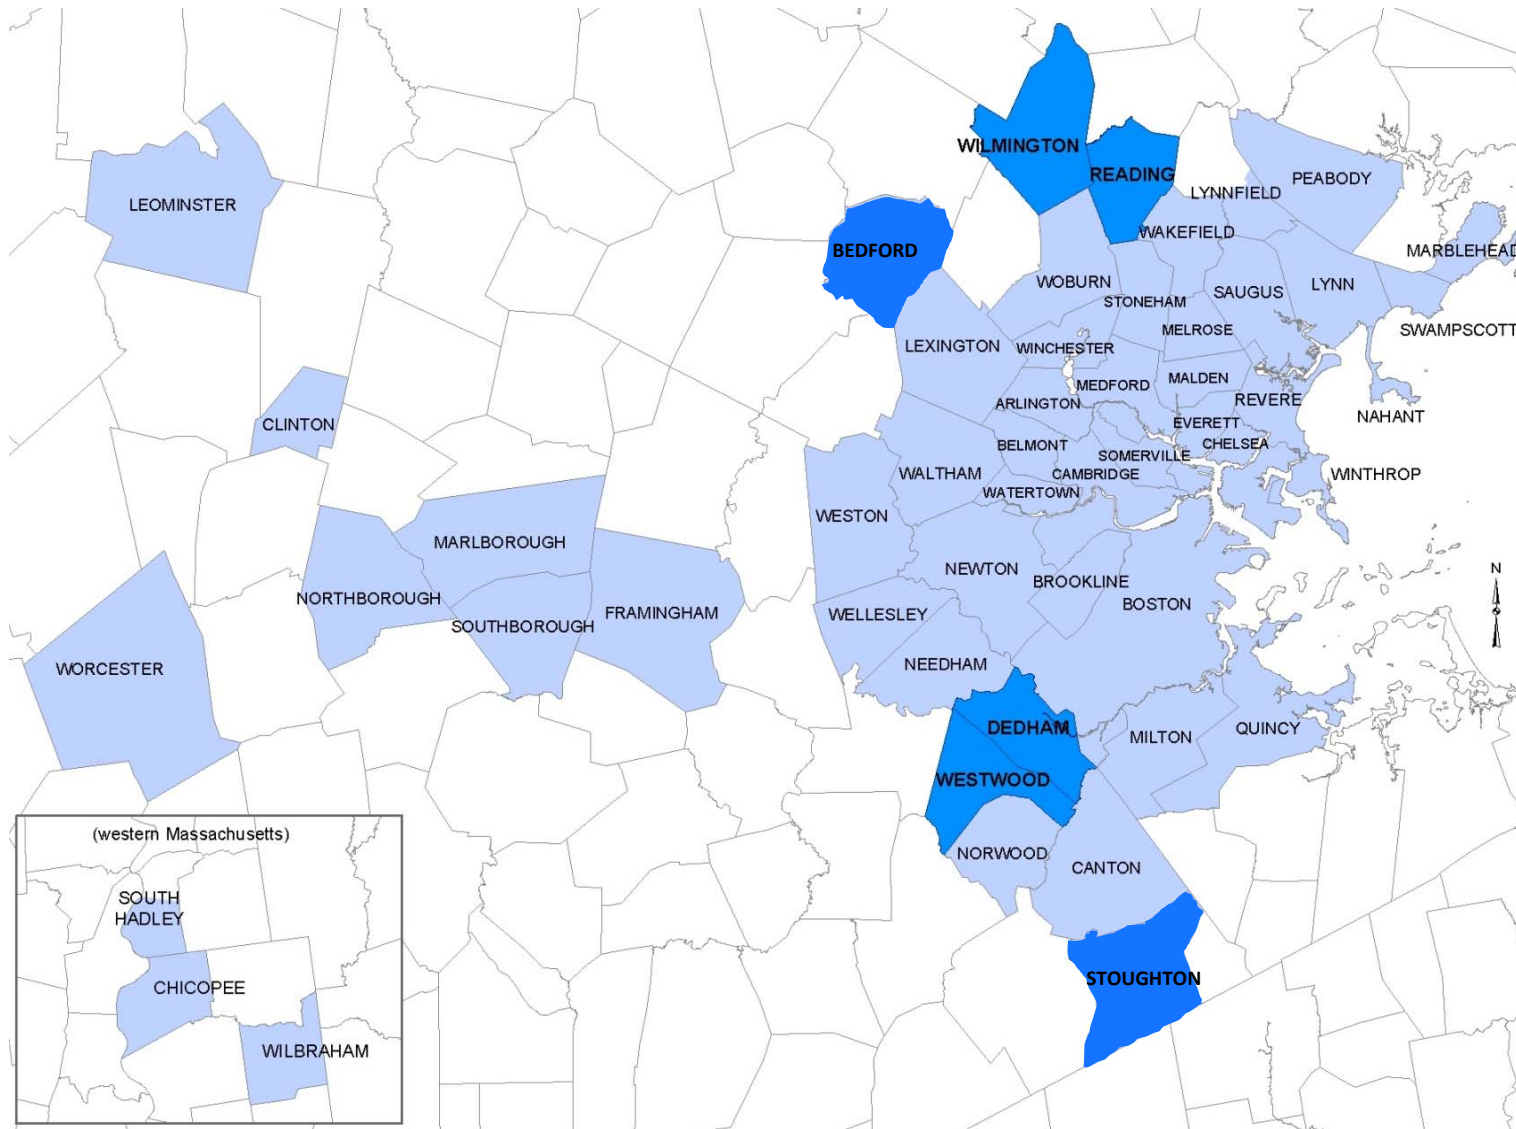 WILMINGTON
READING
PEABODY
LYNNFIELD
LEOMINSTER
WAKEFIELD
BEDFORD
MARBLEHEAD
WOBURN
STONEHAM
SAUGUS
LYNN
SWAMPSCOTT
MELROSE
LEXINGTON
WINCHESTER
MEDFORD
MALDEN
REVERE
ARLINGTON
NAHANT
CLINTON
EVERETT
BELMONT
CHELSEA
SOMERVILLE
WALTHAM
CAMBRIDGE
WINTHROP
WATERTOWN
WESTON
MARLBOROUGH
NEWTON
BROOKLINE
N
NORTHBOROUGH
BOSTON
FRAMINGHAM
WELLESLEY
SOUTHBOROUGH
WORCESTER
NEEDHAM
DEDHAM
QUINCY
MILTON
WESTWOOD
NORWOOD
CANTON
STOUGHTON
(western Massachusetts)
SOUTH
HADLEY
CHICOPEE
WILBRAHAM